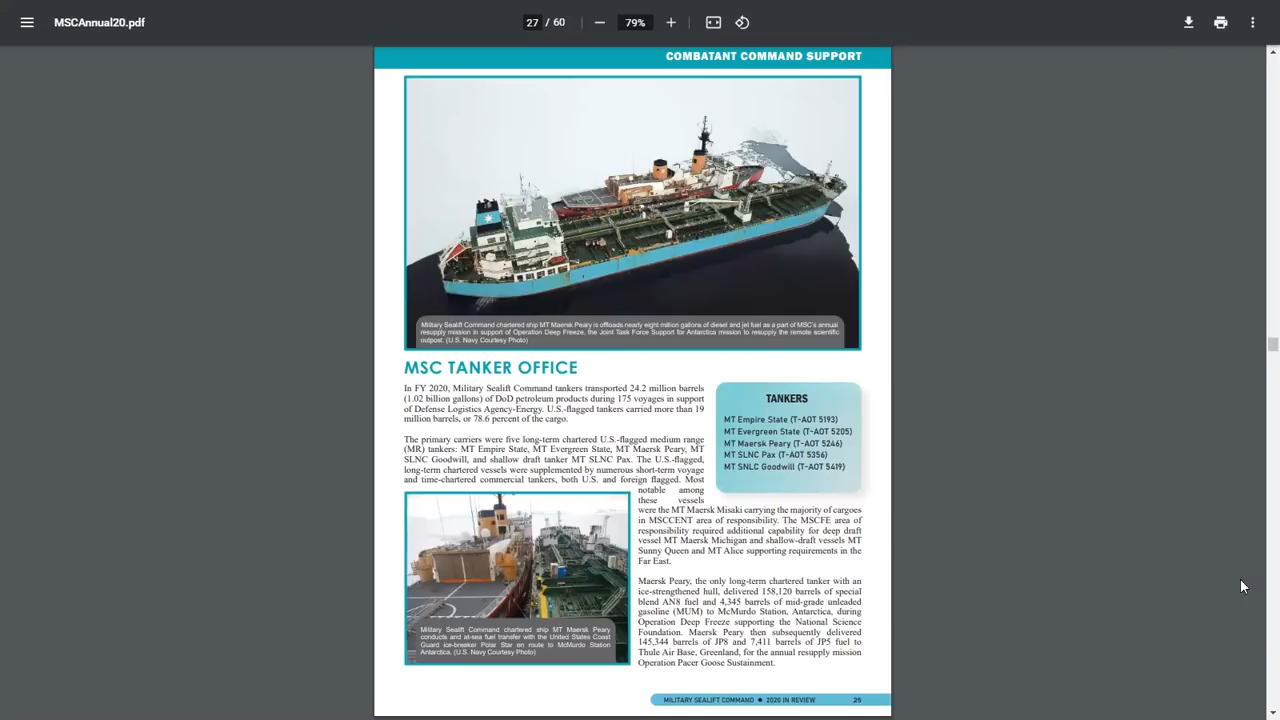 MSCAnnual20.pdf
27 / 60
79%
COMBATANT COMMAND SUPPORT
Military Sealift Command chartered ship MT Maersk Peary is offloads nearly eight million gallons of diesel and jet fuel as a part of MSC's annual
resupply mission in support of Operation Deep Freeze, the Joint Task Force Support for Antarctica mission to resupply the remote scientific
outpost. (U.S. Navy Courtesy Photo)
MSC TANKER OFFICE
In FY 2020, Military Sealift Command tankers transported 24.2 million barrels
(1.02 billion gallons) of DoD petroleum products during 175 voyages in support
of Defense Logistics Agency-Energy. U.S.-flagged tankers carried more than 19
million barrels, or 78.6 percent of the cargo.
The primary carriers were five long-term chartered U.S.-flagged medium range
(MR) tankers: MT Empire State, MT Evergreen State, MT Maersk Peary, MT
SLNC Goodwill, and shallow draft tanker MT SLNC Pax. The U.S.-flagged,
long-term chartered vessels were supplemented by numerous short-term voyage
and time-chartered commercial tankers, both U.S. and foreign flagged. Most
notable among
these vessels
were the MT Maersk Misaki carrying the majority of cargoes
in MSCCENT area of responsibility. The MSCFE area of
responsibility required additional capability for deep draft
vessel MT Maersk Michigan and shallow-draft vessels MT
Sunny Queen and MT Alice supporting requirements in the
Far East.
Maersk Peary, the only long-term chartered tanker with an
ice-strengthened hull, delivered 158,120 barrels of special
blend AN8 fuel and 4,345 barrels of mid-grade unleaded
gasoline (MUM) to McMurdo Station, Antarctica, during
Operation Deep Freeze supporting the National Science
Foundation. Maersk Peary then subsequently delivered
145,344 barrels of JP8 and 7,411 barrels of JP5 fuel to
Thule Air Base, Greenland, for the annual resupply mission
Operation Pacer Goose Sustainment.
TANKERS
MT Empire State (T-AOT 5193)
MT Evergreen State (T-AOT 5205)
MT Maersk Peary (T-AOT 5246)
MT SLNC Pax (T-AOT 5356)
MT SNLC Goodwill (T-AOT 5419)
Military Sealift Command chartered ship MT Maersk Peary
conducts and at-sea fuel transfer with the United States Coast
Guard ice-breaker Polar Star en route to McMurdo Station
Antarctica. (U.S. Navy Courtesy Photo)
MILITARY SEALIFT COMMAND ● 2020 IN REVIEW 25